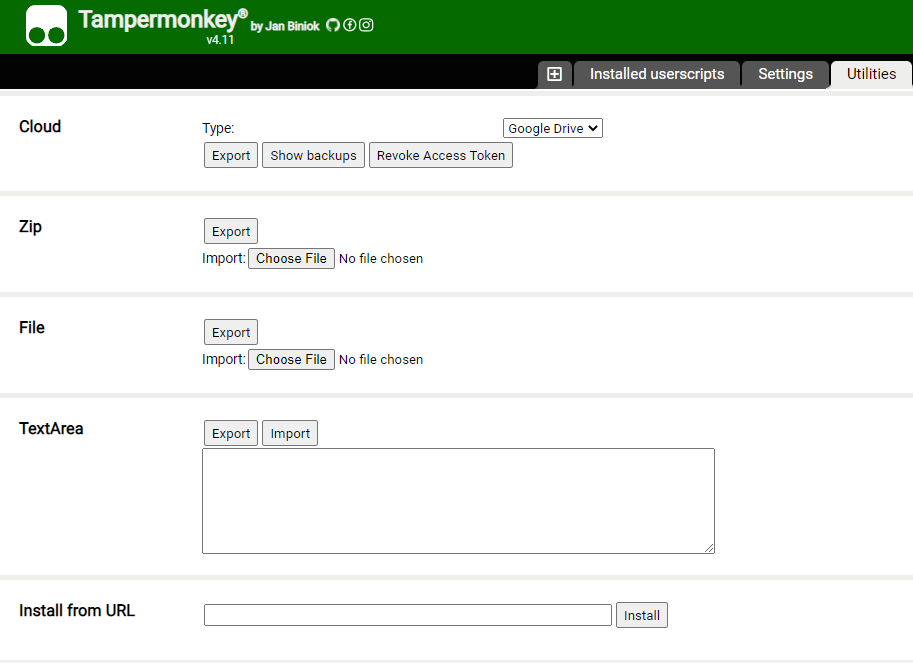 Tampermonkey® by Jan Biniok
v4.11
Installed userscripts Settings Utilities
Cloud Type: Google Drive
Export Show backups Revoke Access Token
Zip Export
Import: Choose File No file chosen
File Export
Import: Choose File No file chosen
TextArea Export Import
Install from URL Install